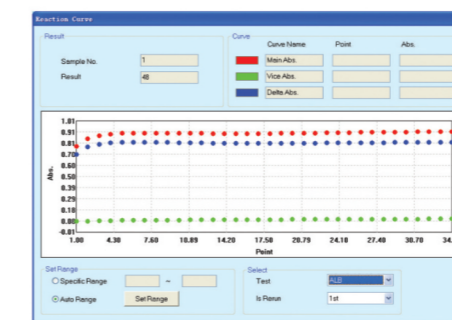 Reaction Curve
Result
Sample No. 1
Result 48
Curve
Curve Name Point Abs.
Main Abs.
Vice Abs.
Delta Abs.
1.01
0.91
0.81
0.70
0.60
0.50
0.39
0.29
0.18
0.08
-0.01
Abs.
1.00 4.30 7.60 10.89 14.20 17.50 20.79 24.10 27.40 30.70 34.
Point
Set Range
Specific Range ~
Auto Range Set Range
Select
Test ALB
Is Rerun 1st